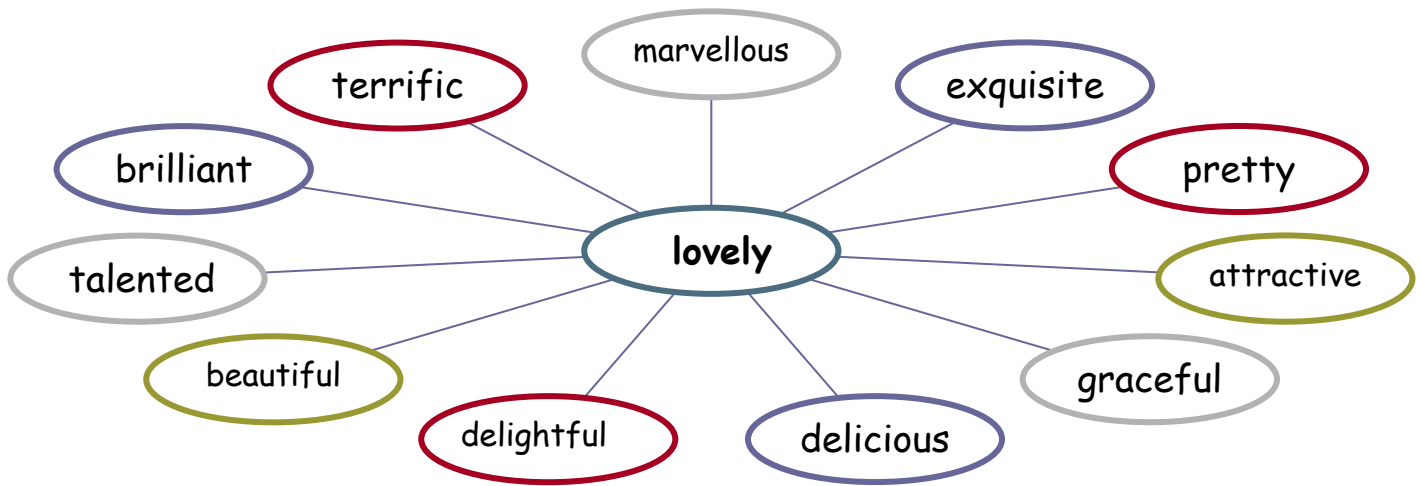 marvellous
terrific
exquisite
brilliant
pretty
lovely
talented
attractive
beautiful
graceful
delightful
delicious